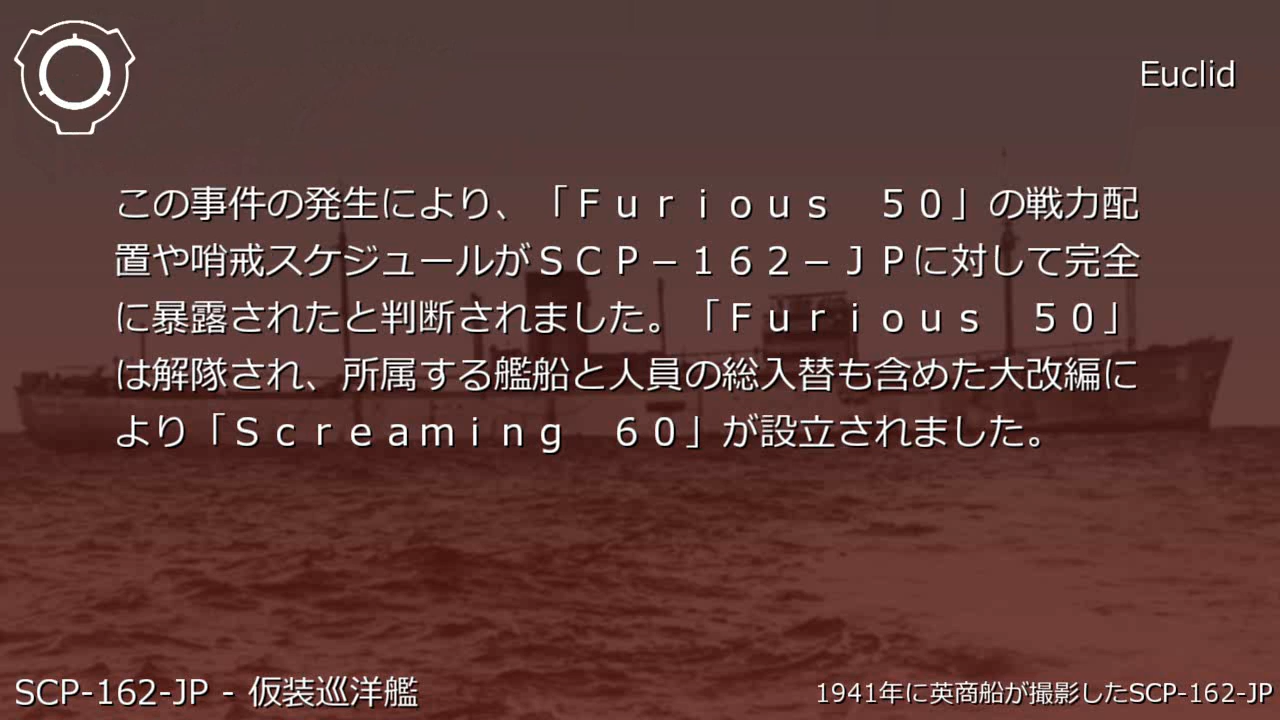 Euclid
この事件の発生により、「Ｆｕｒｉｏｕｓ　５０」の戦力配
置や哨戒スケジュールがＳＣＰ－１６２－ＪＰに対して完全
に暴露されたと判断されました。「Ｆｕｒｉｏｕｓ　５０」
は解隊され、所属する艦船と人員の総入替も含めた大改編に
より「Ｓｃｒｅａｍｉｎｇ　６０」が設立されました。
SCP-162-JP - 仮装巡洋艦
1941年に英商船が撮影したSCP-162-JP